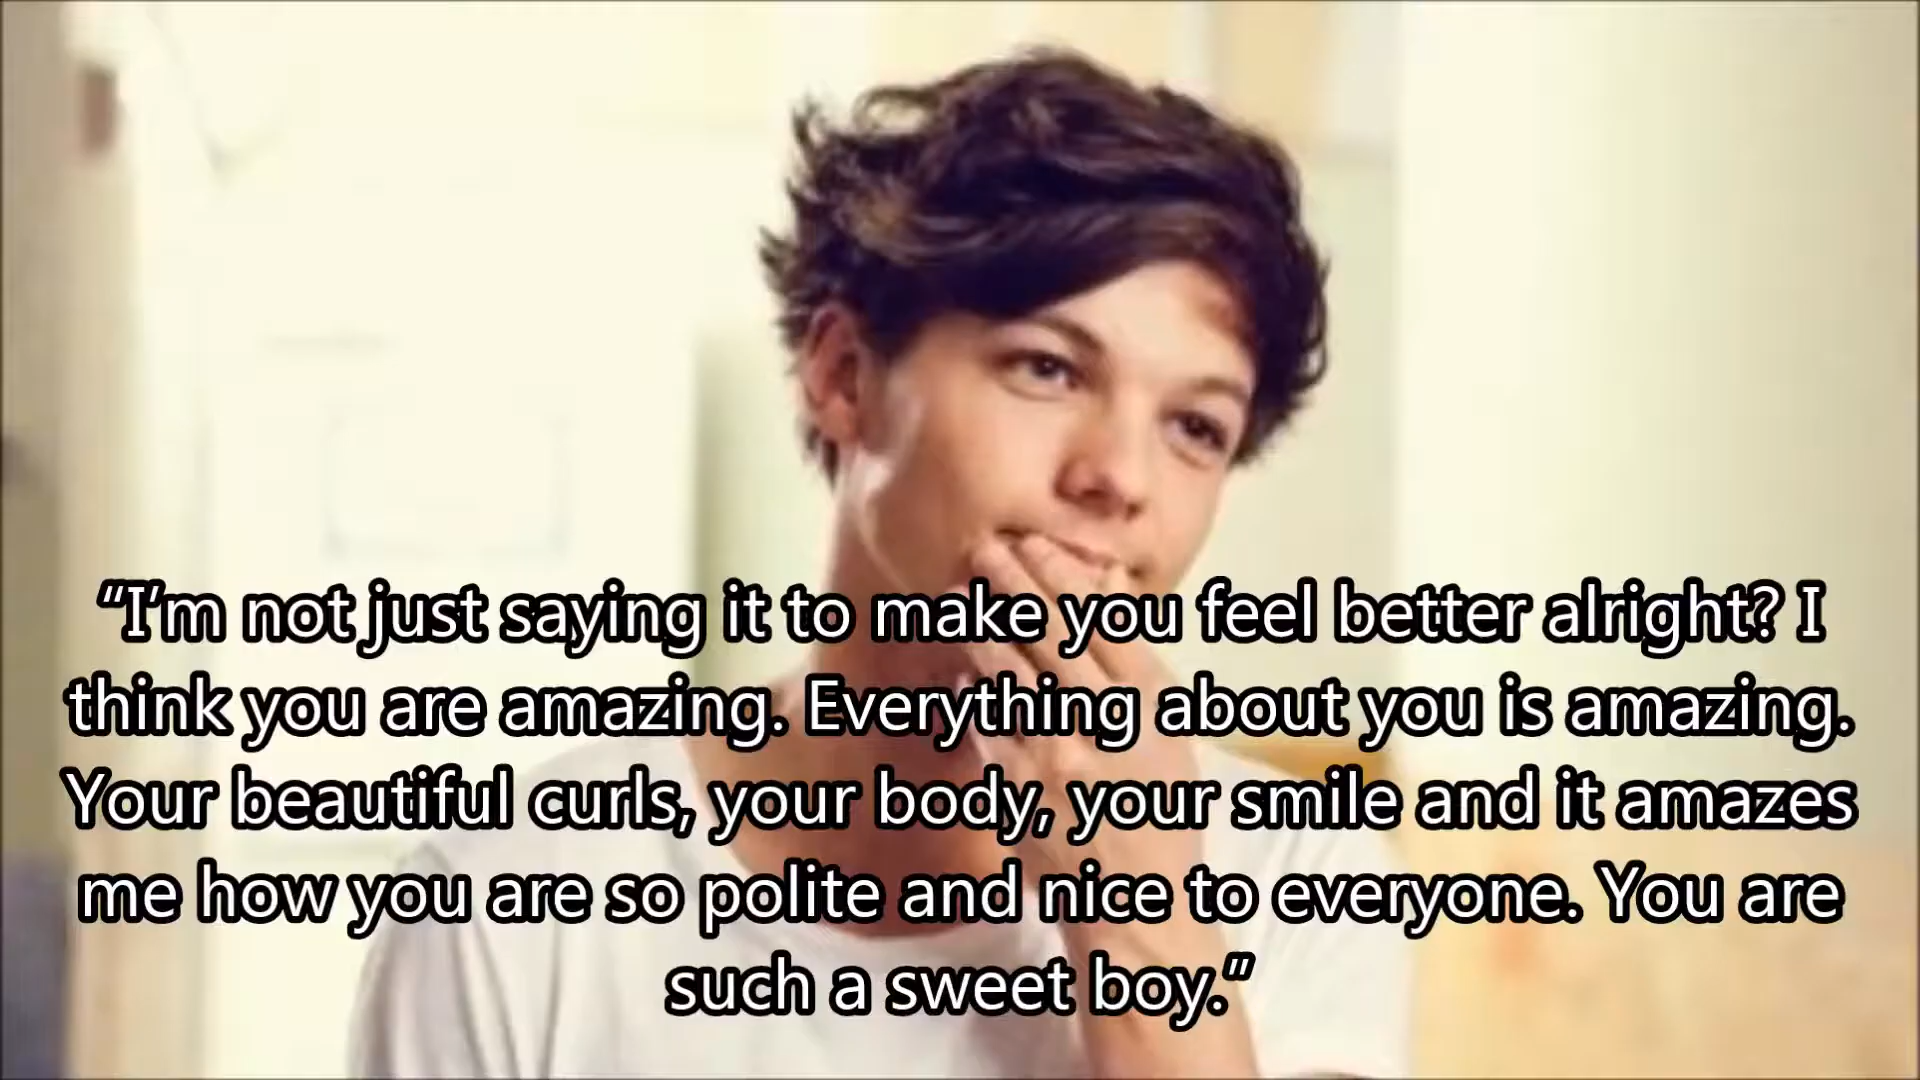 “I’m not just saying it to make you feel better alright? I
think you are amazing. Everything about you is amazing.
Your beautiful curls, your body, your smile and it amazes
me how you are so polite and nice to everyone. You are
such a sweet boy.”